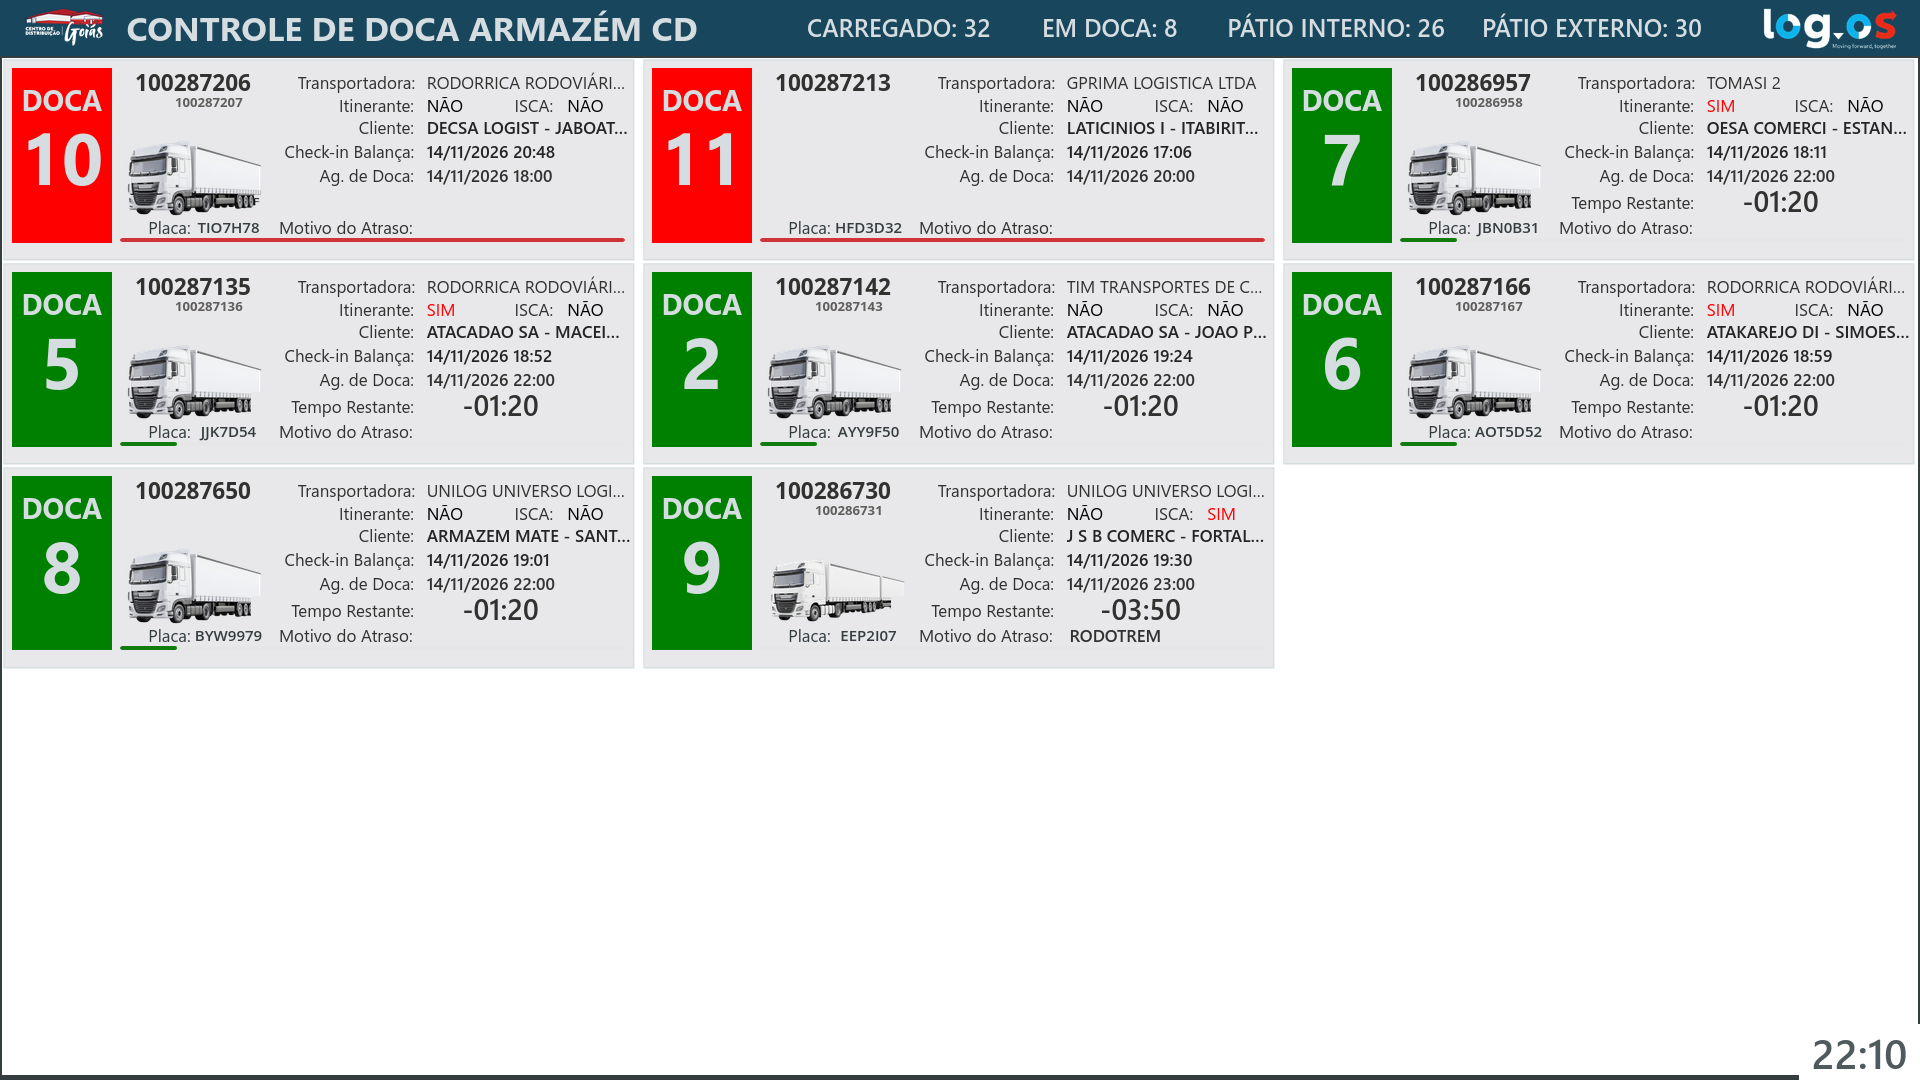 CENTRO DE DISTRIBUIÇÃO Goiás
CONTROLE DE DOCA ARMAZÉM CD
CARREGADO: 32
EM DOCA: 8
PÁTIO INTERNO: 26
PÁTIO EXTERNO: 30
log.os
Moving forward, together
DOCA
10
100287206
100287207
Transportadora: RODORRICA RODOVIÁRI...
Itinerante: NÃO ISCA: NÃO
Cliente: DECSA LOGIST - JABOAT...
Check-in Balança: 14/11/2026 20:48
Ag. de Doca: 14/11/2026 18:00
Placa: TIO7H78 Motivo do Atraso:
DOCA
11
100287213
Transportadora: GPRIMA LOGISTICA LTDA
Itinerante: NÃO ISCA: NÃO
Cliente: LATICINIOS I - ITABIRIT...
Check-in Balança: 14/11/2026 17:06
Ag. de Doca: 14/11/2026 20:00
Placa: HFD3D32 Motivo do Atraso:
DOCA
7
100286957
100286958
Transportadora: TOMASI 2
Itinerante: SIM ISCA: NÃO
Cliente: OESA COMERCI - ESTAN...
Check-in Balança: 14/11/2026 18:11
Ag. de Doca: 14/11/2026 22:00
Tempo Restante: -01:20
Placa: JBN0B31 Motivo do Atraso:
DOCA
5
100287135
100287136
Transportadora: RODORRICA RODOVIÁRI...
Itinerante: SIM ISCA: NÃO
Cliente: ATACADAO SA - MACEI...
Check-in Balança: 14/11/2026 18:52
Ag. de Doca: 14/11/2026 22:00
Tempo Restante: -01:20
Placa: JJK7D54 Motivo do Atraso:
DOCA
2
100287142
100287143
Transportadora: TIM TRANSPORTES DE C...
Itinerante: NÃO ISCA: NÃO
Cliente: ATACADAO SA - JOAO P...
Check-in Balança: 14/11/2026 19:24
Ag. de Doca: 14/11/2026 22:00
Tempo Restante: -01:20
Placa: AYY9F50 Motivo do Atraso:
DOCA
6
100287166
100287167
Transportadora: RODORRICA RODOVIÁRI...
Itinerante: SIM ISCA: NÃO
Cliente: ATAKAREJO DI - SIMOES...
Check-in Balança: 14/11/2026 18:59
Ag. de Doca: 14/11/2026 22:00
Tempo Restante: -01:20
Placa: AOT5D52 Motivo do Atraso:
DOCA
8
100287650
Transportadora: UNILOG UNIVERSO LOGI...
Itinerante: NÃO ISCA: NÃO
Cliente: ARMAZEM MATE - SANT...
Check-in Balança: 14/11/2026 19:01
Ag. de Doca: 14/11/2026 22:00
Tempo Restante: -01:20
Placa: BYW9979 Motivo do Atraso:
DOCA
9
100286730
100286731
Transportadora: UNILOG UNIVERSO LOGI...
Itinerante: NÃO ISCA: SIM
Cliente: J S B COMERC - FORTAL...
Check-in Balança: 14/11/2026 19:30
Ag. de Doca: 14/11/2026 23:00
Tempo Restante: -03:50
Placa: EEP2I07 Motivo do Atraso: RODOTREM
22:10